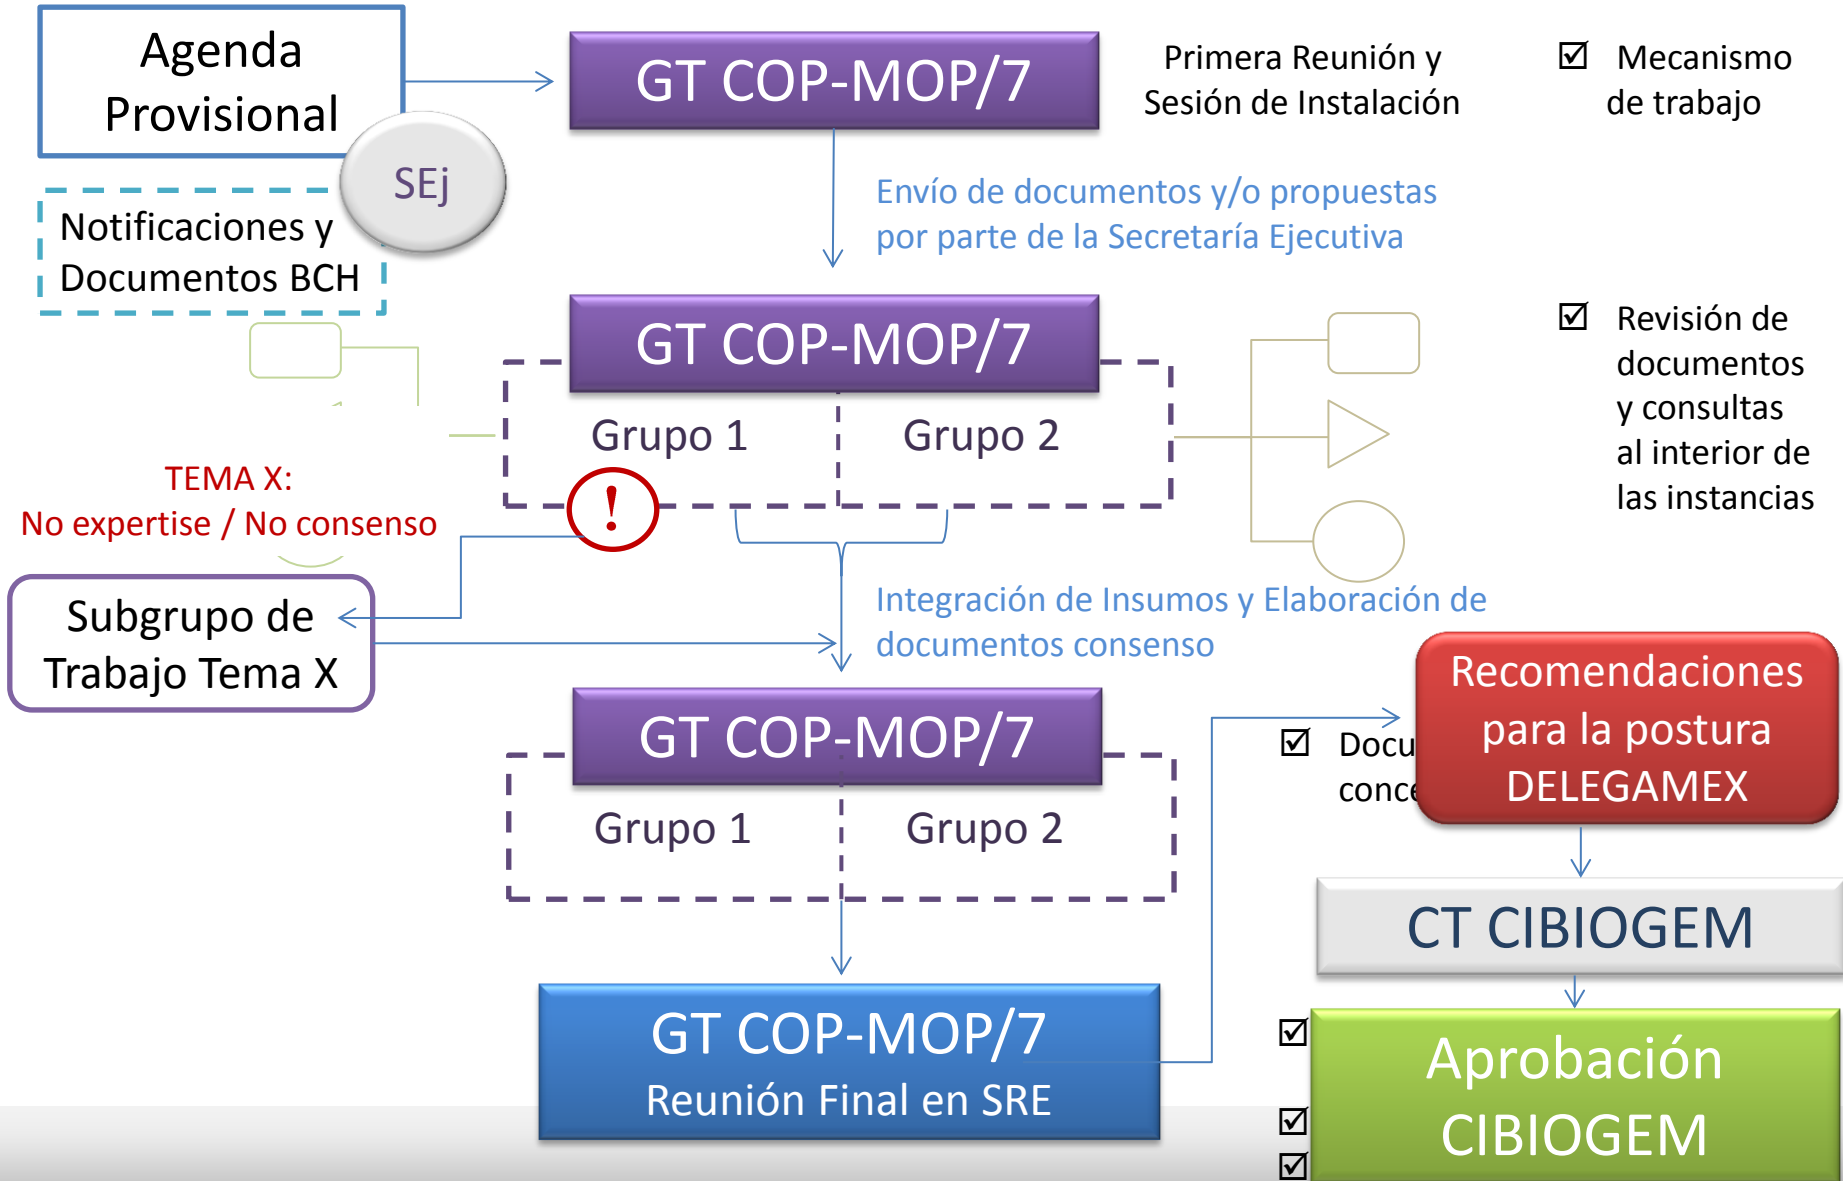 Agenda
Provisional
SEj
Notificaciones y
Documentos BCH
GT COP-MOP/7
Primera Reunión y
Sesión de Instalación
☑ Mecanismo
de trabajo
Envío de documentos y/o propuestas
por parte de la Secretaría Ejecutiva
GT COP-MOP/7
Grupo 1
Grupo 2
☑ Revisión de
documentos
y consultas
al interior de
las instancias
!
TEMA X:
No expertise / No consenso
Subgrupo de
Trabajo Tema X
Integración de Insumos y Elaboración de
documentos consenso
GT COP-MOP/7
Grupo 1
Grupo 2
☑ Docu
conce
Recomendaciones
para la postura
DELEGAMEX
CT CIBIOGEM
GT COP-MOP/7
Reunión Final en SRE
☑
☑
☑
Aprobación
CIBIOGEM